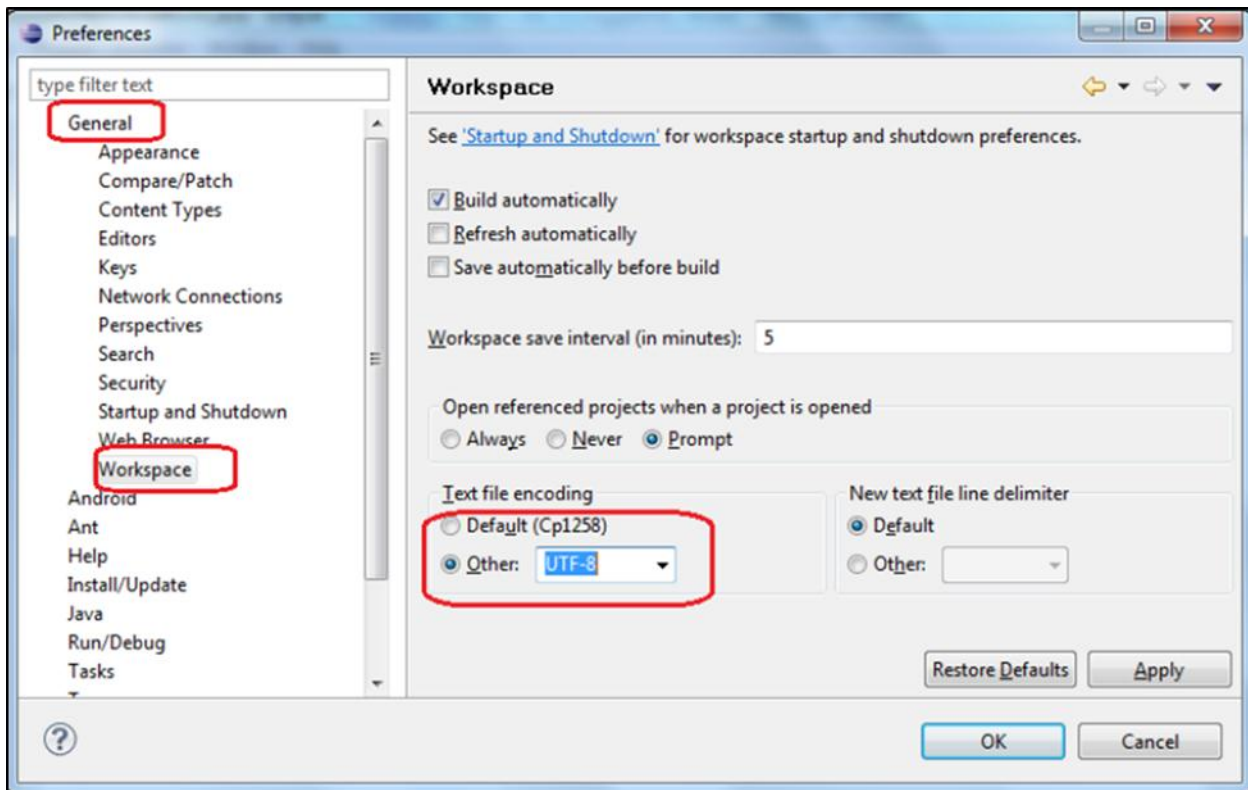 Preferences
type filter text
General
Appearance
Compare/Patch
Content Types
Editors
Keys
Network Connections
Perspectives
Search
Security
Startup and Shutdown
Web Browser
Workspace
Android
Ant
Help
Install/Update
Java
Run/Debug
Tasks
Workspace
See 'Startup and Shutdown' for workspace startup and shutdown preferences.
Build automatically
Refresh automatically
Save automatically before build
Workspace save interval (in minutes): 5
Open referenced projects when a project is opened
Always Never Prompt
Text file encoding
Default (Cp1258)
Other: UTF-8
New text file line delimiter
Default
Other:
Restore Defaults Apply
? OK Cancel